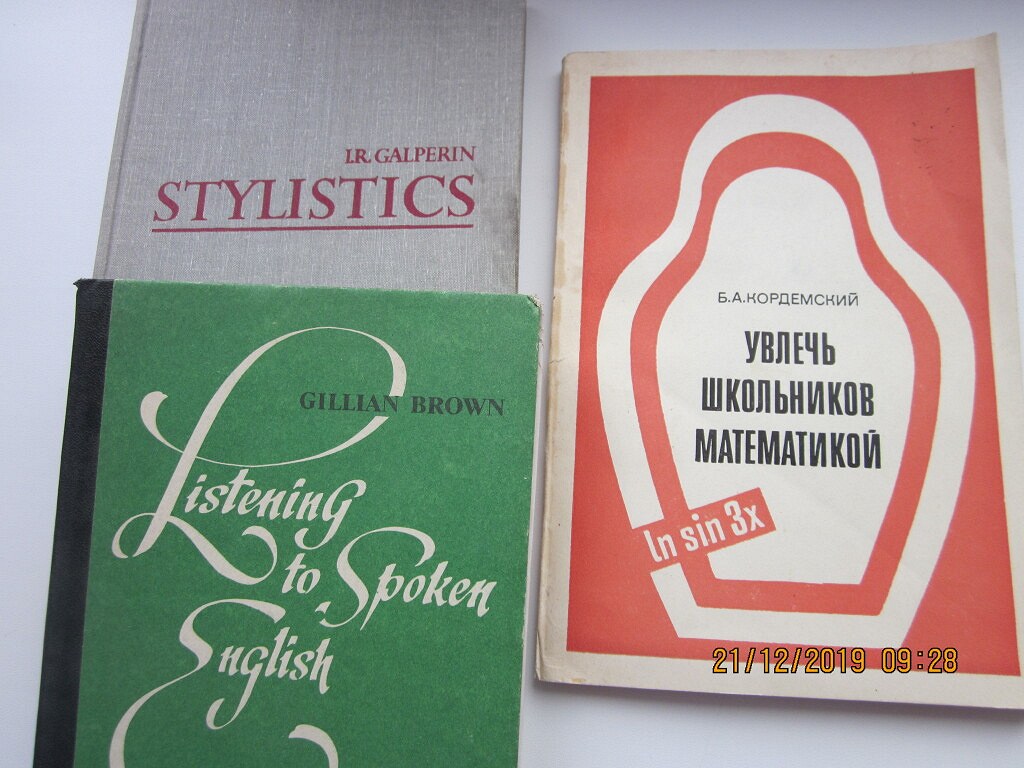 I.R. GALPERIN
STYLISTICS
GILLIAN BROWN
Listening
to Spoken
English
Б.А.КОРДЕМСКИЙ
УВЛЕЧЬ
ШКОЛЬНИКОВ
МАТЕМАТИКОЙ
ln sin 3x
21/12/2019 09:28